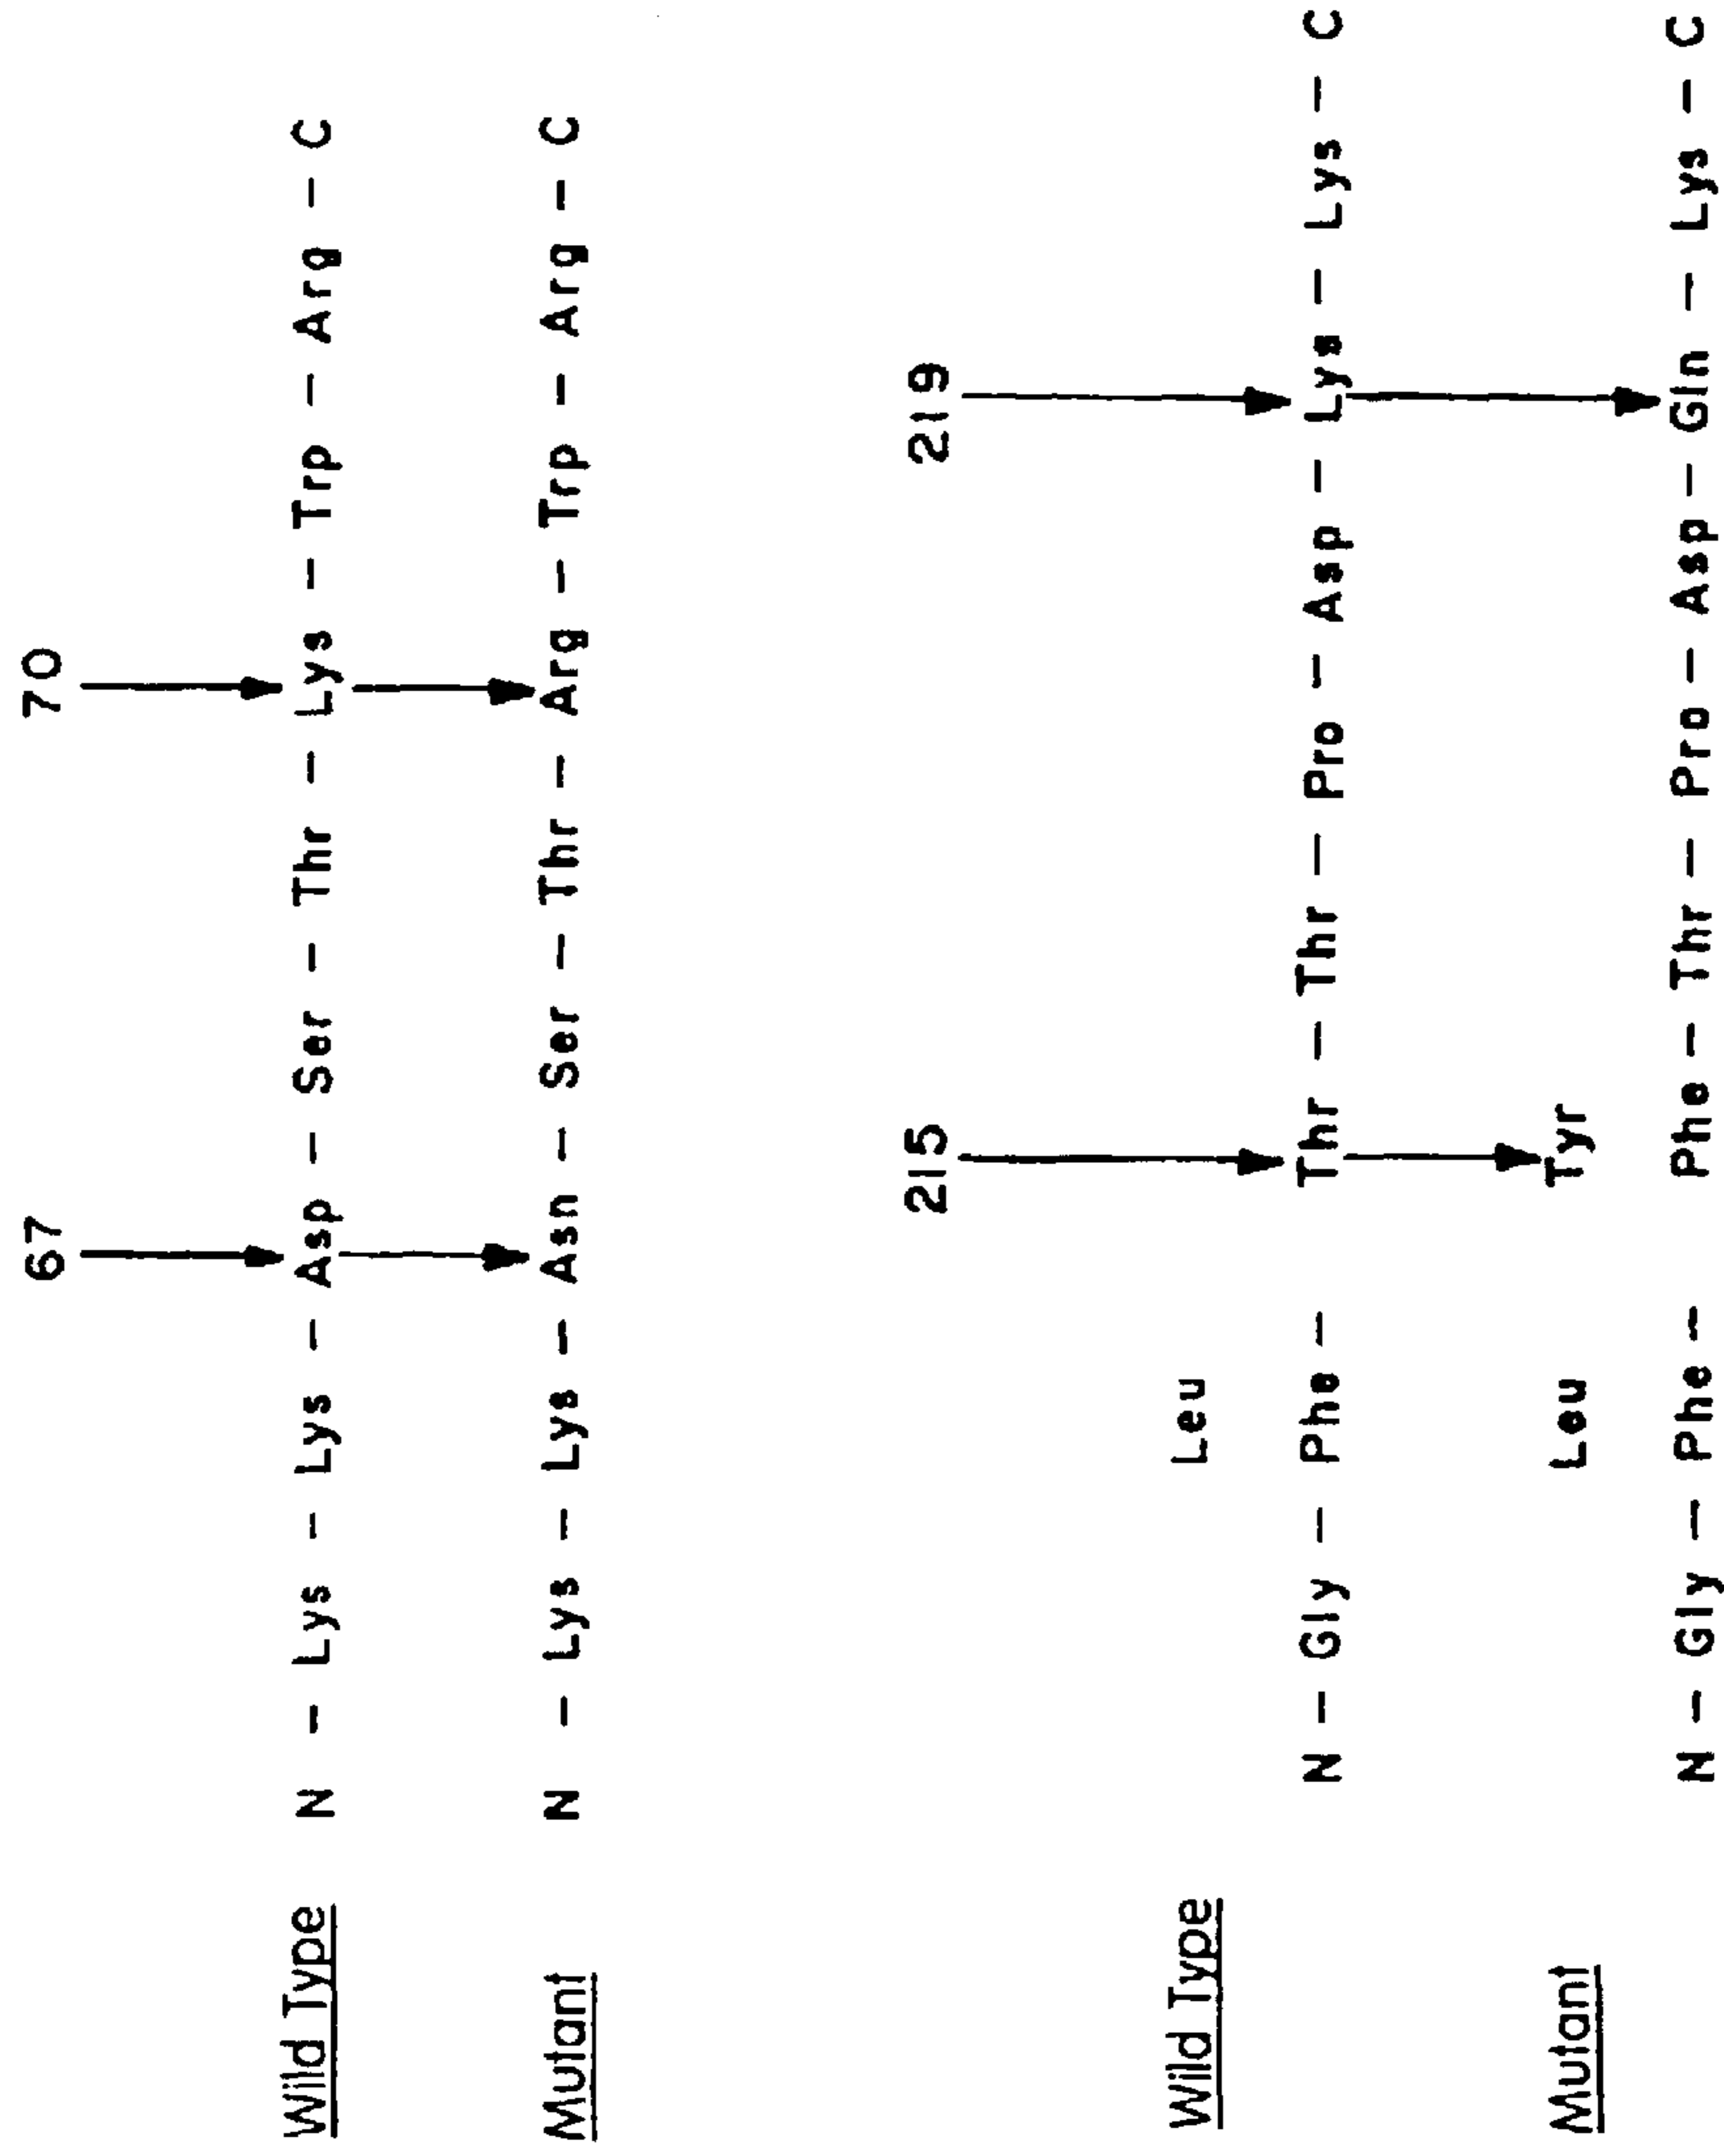 67 70
Wild Type N - Lys - Lys - Asp - Ser - Thr - Lys - Trp - Arg - C
Mutant N - Lys - Lys - Asn - Ser - Thr - Arg - Trp - Arg - C
215 219
Wild Type Leu
N - Gly - Phe - Thr - Thr - Pro - Asp - Lys - Lys - C
Mutant Leu Tyr
N - Gly - Phe - Phe - Thr - Pro - Asp - Gln - Lys - C